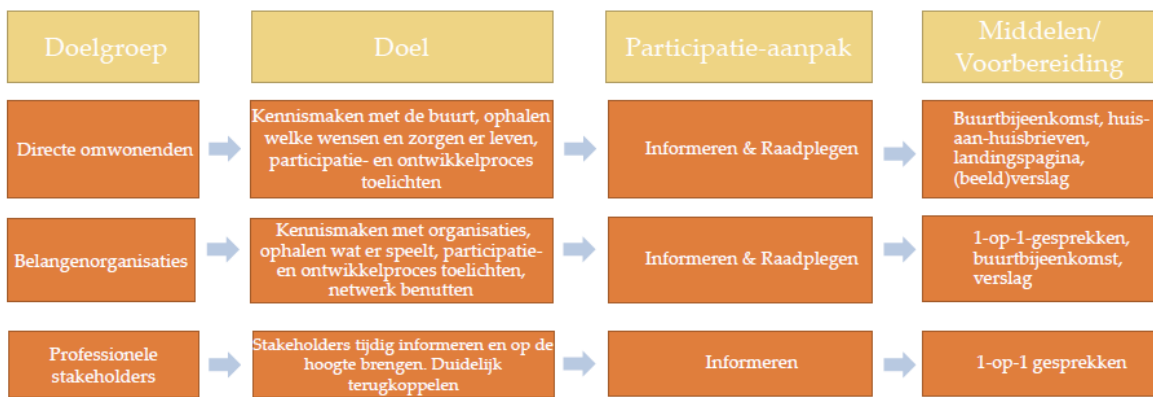 Doelgroep
Doel
Participatie-aanpak
Middelen/
Voorbereiding
Directe omwonenden
Kennismaken met de buurt, ophalen
welke wensen en zorgen er leven,
participatie- en ontwikkelproces
toelichten
Informeren & Raadplegen
Buurtbijeenkomst, huis-
aan-huisbrieven,
landingspagina,
(beeld)verslag
Belangenorganisaties
Kennismaken met organisaties,
ophalen wat er speelt, participatie-
en ontwikkelproces toelichten,
netwerk benutten
Informeren & Raadplegen
1-op-1-gesprekken,
buurtbijeenkomst,
verslag
Professionele
stakeholders
Stakeholders tijdig informeren en op de
hoogte brengen. Duidelijk
terugkoppelen
Informeren
1-op-1 gesprekken